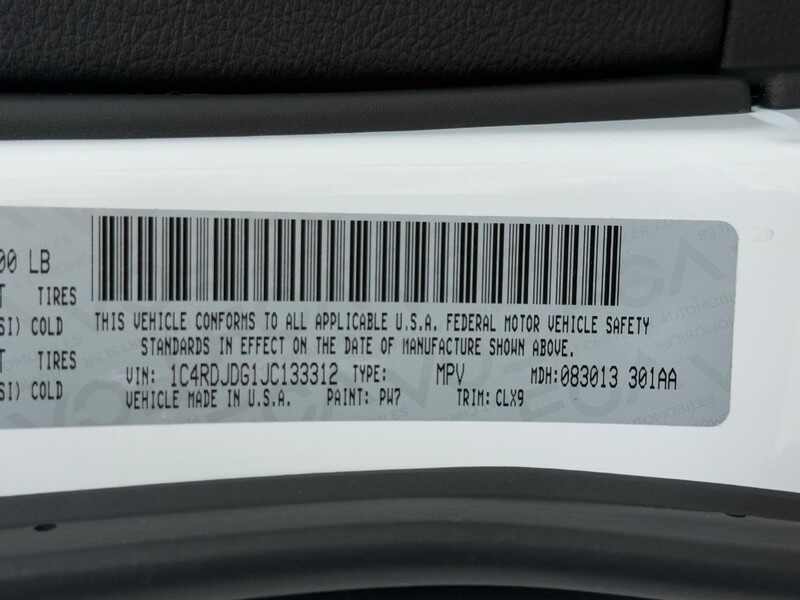 00 LB
T TIRES
SI) COLD
T TIRES
SI) COLD
THIS VEHICLE CONFORMS TO ALL APPLICABLE U.S.A. FEDERAL MOTOR VEHICLE SAFETY
STANDARDS IN EFFECT ON THE DATE OF MANUFACTURE SHOWN ABOVE.
VIN: 1C4RDJDG1JC133312 TYPE: MPV MDH: 083013 301AA
VEHICLE MADE IN U.S.A. PAINT: PW7 TRIM: CLX9